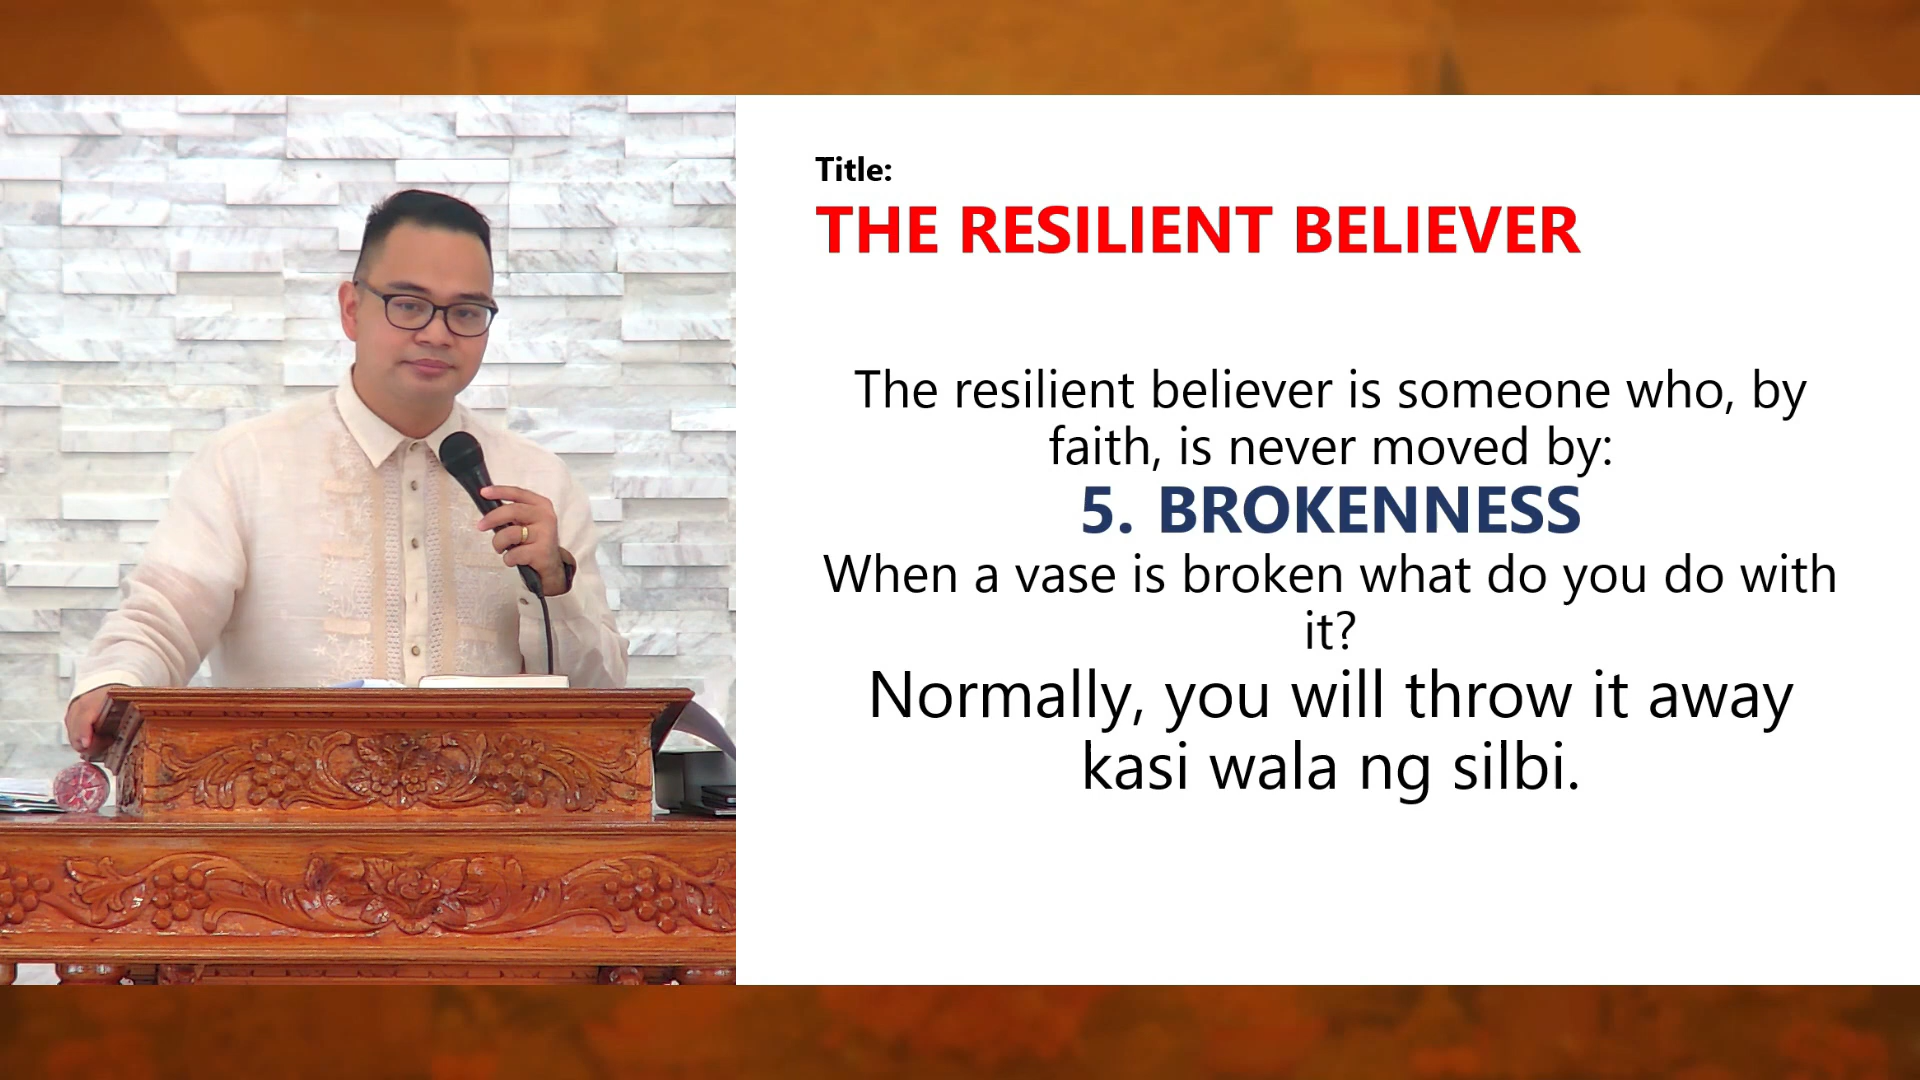 Title:
THE RESILIENT BELIEVER
The resilient believer is someone who, by
faith, is never moved by:
5. BROKENNESS
When a vase is broken what do you do with
it?
Normally, you will throw it away
kasi wala ng silbi.